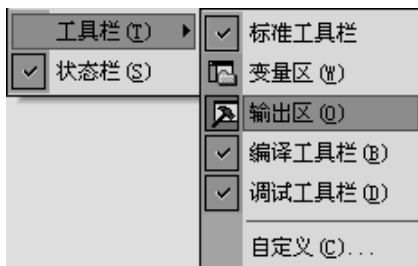 工具栏(T)
状态栏(S)
标准工具栏
变量区(W)
输出区(O)
编译工具栏(B)
调试工具栏(D)
自定义(C)...